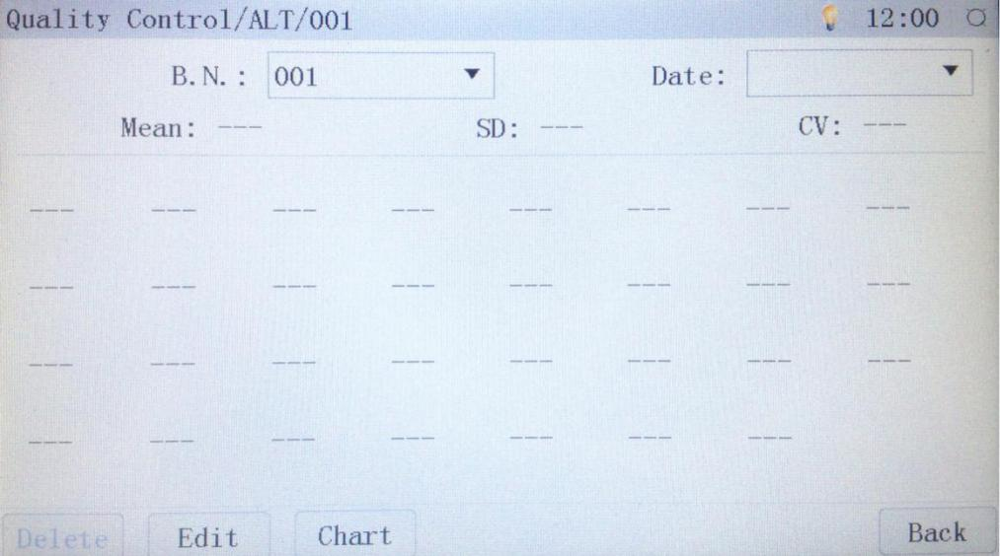 Quality Control/ALT/001 12:00
B.N.: 001 Date:
Mean: --- SD: --- CV: ---
--- --- --- --- --- --- --- ---
--- --- --- --- --- --- --- ---
--- --- --- --- --- --- --- ---
--- --- --- --- --- --- ---
Delete Edit Chart Back